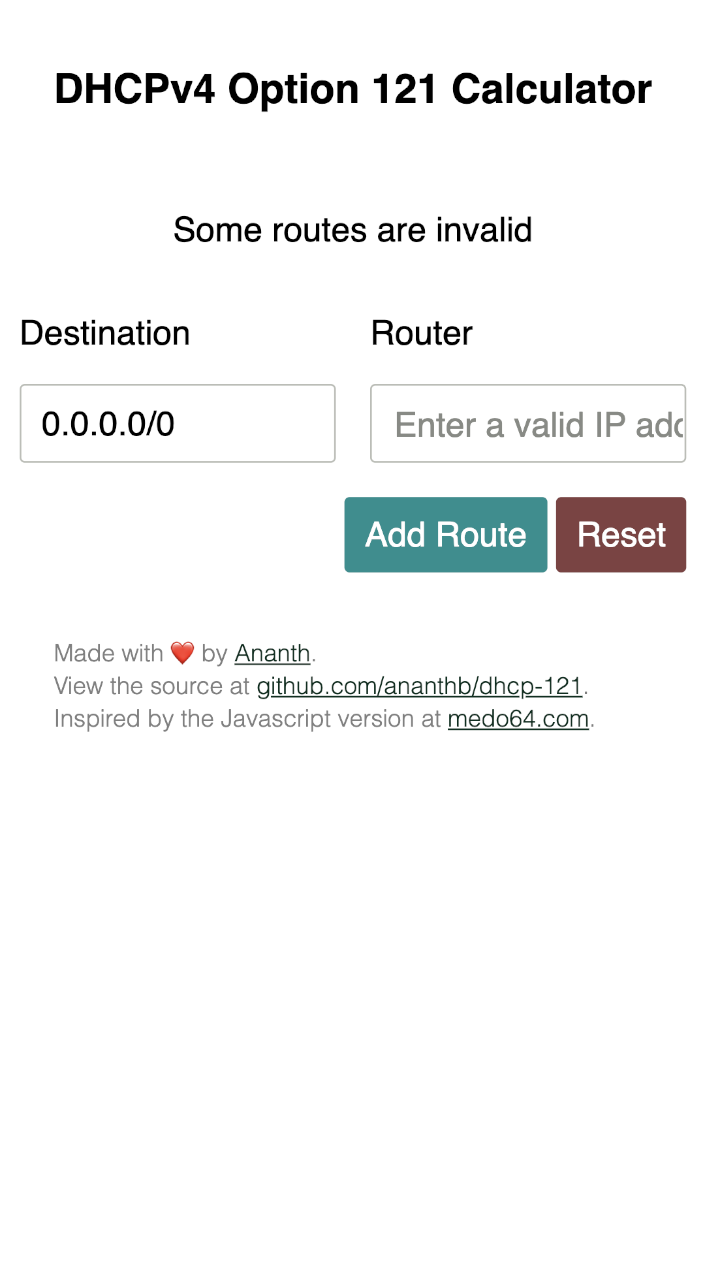 DHCPv4 Option 121 Calculator
Some routes are invalid
Destination
Router
0.0.0.0/0
Enter a valid IP
Add Route
Reset
Made with ❤️ by Ananth.
View the source at github.com/ananthb/dhcp-121.
Inspired by the Javascript version at medo64.com.